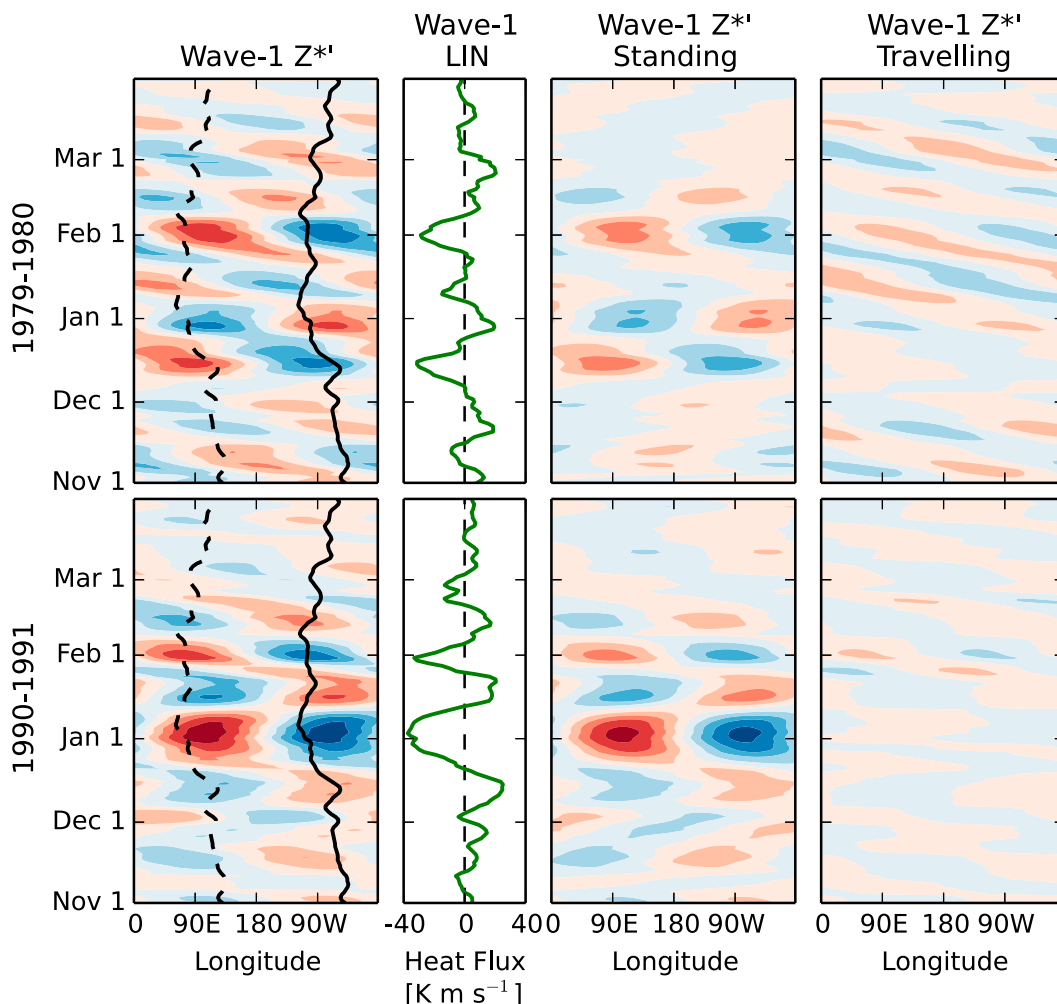 Wave-1 Z*'
Wave-1
LIN
Wave-1 Z*'
Standing
Wave-1 Z*'
Travelling
1979-1980
Mar 1
Feb 1
Jan 1
Dec 1
Nov 1
1990-1991
Mar 1
Feb 1
Jan 1
Dec 1
Nov 1
0 90E 180 90W
-40 0 40
0 90E 180 90W
0 90E 180 90W
Longitude
Heat Flux
[K m s⁻¹]
Longitude
Longitude